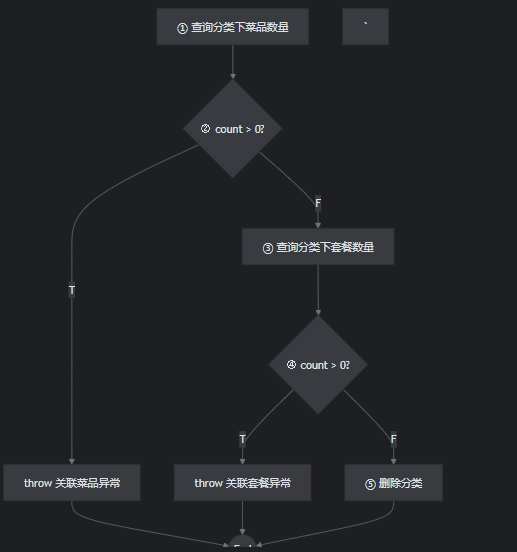 ① 查询分类下菜品数量
`
② count > 0?
F
③ 查询分类下套餐数量
T
④ count > 0?
T
F
throw 关联菜品异常
throw 关联套餐异常
⑤ 删除分类